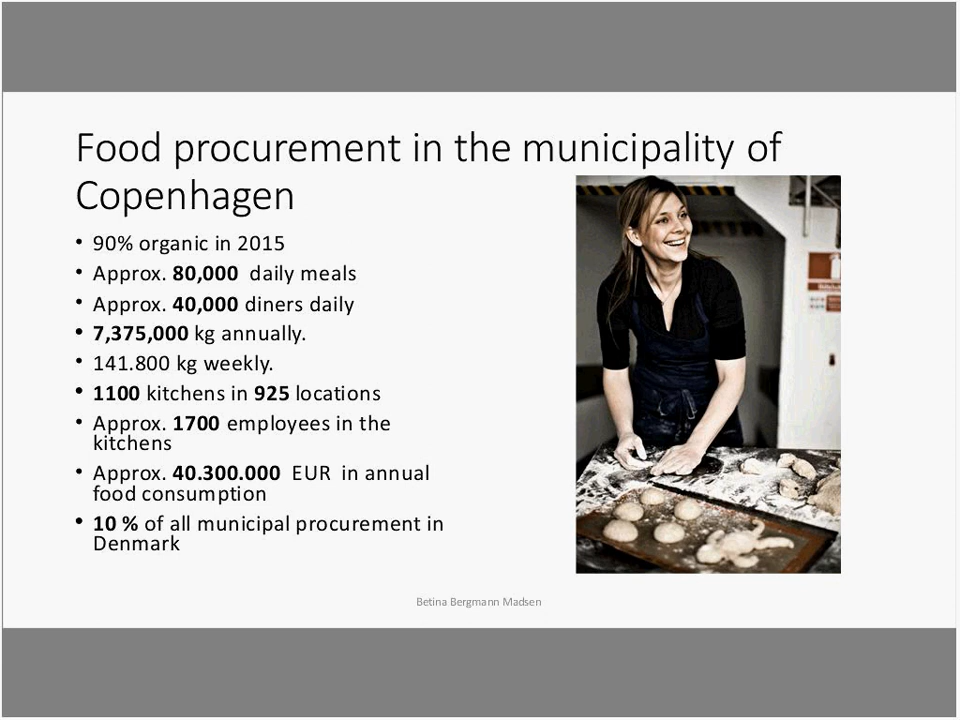 Food procurement in the municipality of
Copenhagen
• 90% organic in 2015
• Approx. 80,000  daily meals
• Approx. 40,000 diners daily
• 7,375,000 kg annually.
• 141.800 kg weekly.
• 1100 kitchens in 925 locations
• Approx. 1700 employees in the
kitchens
• Approx. 40.300.000  EUR  in annual
food consumption
• 10 % of all municipal procurement in
Denmark
Betina Bergmann Madsen